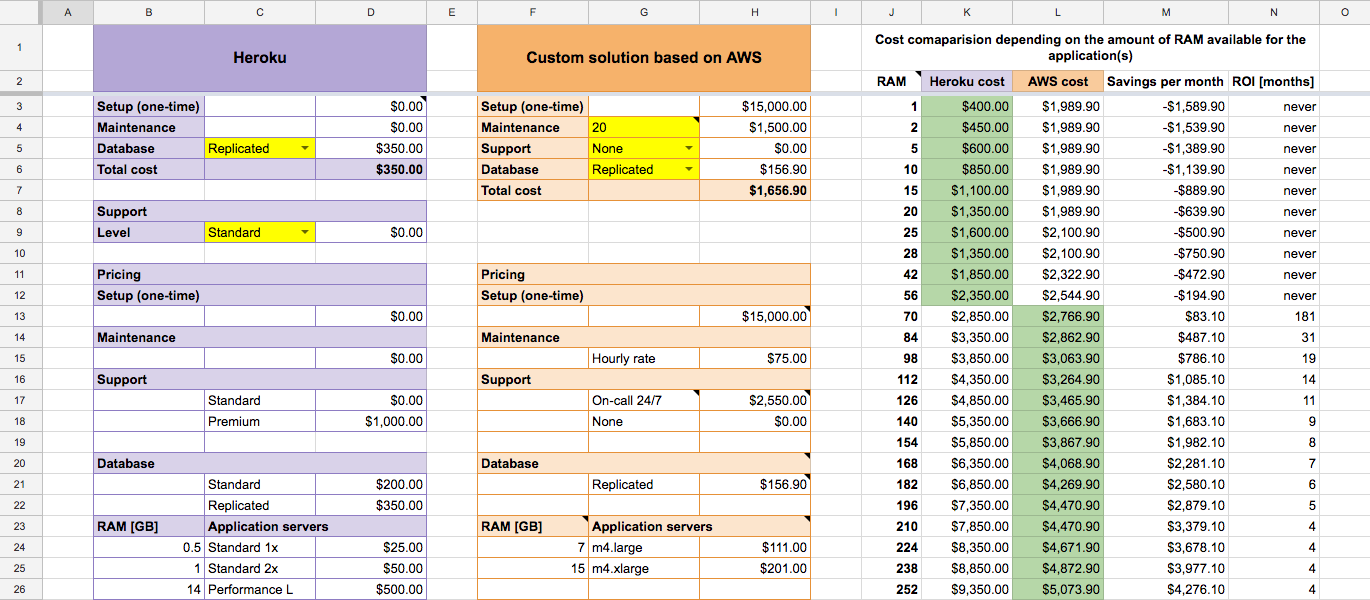 A B C D E F G H I J K L M N O
1 Heroku Custom solution based on AWS Cost comaparision depending on the amount of RAM available for the
application(s)
2 RAM Heroku cost AWS cost Savings per month ROI [months]
3 Setup (one-time) $0.00 Setup (one-time) $15,000.00 1 $400.00 $1,989.90 -$1,589.90 never
4 Maintenance $0.00 Maintenance 20 $1,500.00 2 $450.00 $1,989.90 -$1,539.90 never
5 Database Replicated $350.00 Support None $0.00 5 $600.00 $1,989.90 -$1,389.90 never
6 Total cost $350.00 Database Replicated $156.90 10 $850.00 $1,989.90 -$1,139.90 never
7 Total cost $1,656.90 15 $1,100.00 $1,989.90 -$889.90 never
8 Support 20 $1,350.00 $1,989.90 -$639.90 never
9 Level Standard $0.00 25 $1,600.00 $2,100.90 -$500.90 never
10 28 $1,350.00 $2,100.90 -$750.90 never
11 Pricing Pricing 42 $1,850.00 $2,322.90 -$472.90 never
12 Setup (one-time) Setup (one-time) 56 $2,350.00 $2,544.90 -$194.90 never
13 $0.00 $15,000.00 70 $2,850.00 $2,766.90 $83.10 181
14 Maintenance Maintenance 84 $3,350.00 $2,862.90 $487.10 31
15 $0.00 Hourly rate $75.00 98 $3,850.00 $3,063.90 $786.10 19
16 Support Support 112 $4,350.00 $3,264.90 $1,085.10 14
17 Standard $0.00 On-call 24/7 $2,550.00 126 $4,850.00 $3,465.90 $1,384.10 11
18 Premium $1,000.00 None $0.00 140 $5,350.00 $3,666.90 $1,683.10 9
19 154 $5,850.00 $3,867.90 $1,982.10 8
20 Database Database 168 $6,350.00 $4,068.90 $2,281.10 7
21 Standard $200.00 Replicated $156.90 182 $6,850.00 $4,269.90 $2,580.10 6
22 Replicated $350.00 196 $7,350.00 $4,470.90 $2,879.10 5
23 RAM [GB] Application servers RAM [GB] Application servers 210 $7,850.00 $4,470.90 $3,379.10 4
24 0.5 Standard 1x $25.00 7 m4.large $111.00 224 $8,350.00 $4,671.90 $3,678.10 4
25 1 Standard 2x $50.00 15 m4.xlarge $201.00 238 $8,850.00 $4,872.90 $3,977.10 4
26 14 Performance L $500.00 252 $9,350.00 $5,073.90 $4,276.10 4